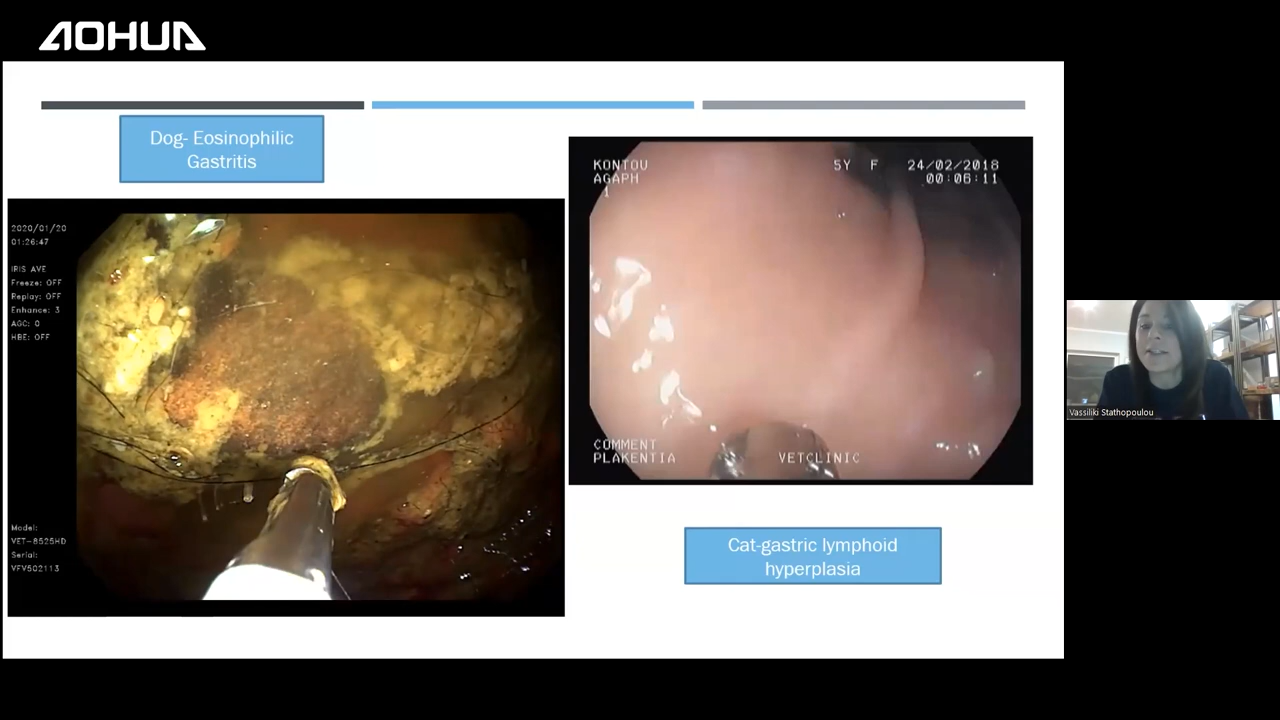 AOHUA
Dog- Eosinophilic
Gastritis
2020/01/20
01:26:47
IRIS AVE
Freeze: OFF
Replay: OFF
Enhance: 3
AGC: 0
HBE: OFF
Model:
VET-8525HD
Serial:
VFV502113
KONTOU 5Y F 24/02/2018
AGAPH 00:06:11
1
COMMENT
PLAKENTIA VETCLINIC
Cat-gastric lymphoid
hyperplasia
Vassiliki Stathopoulou